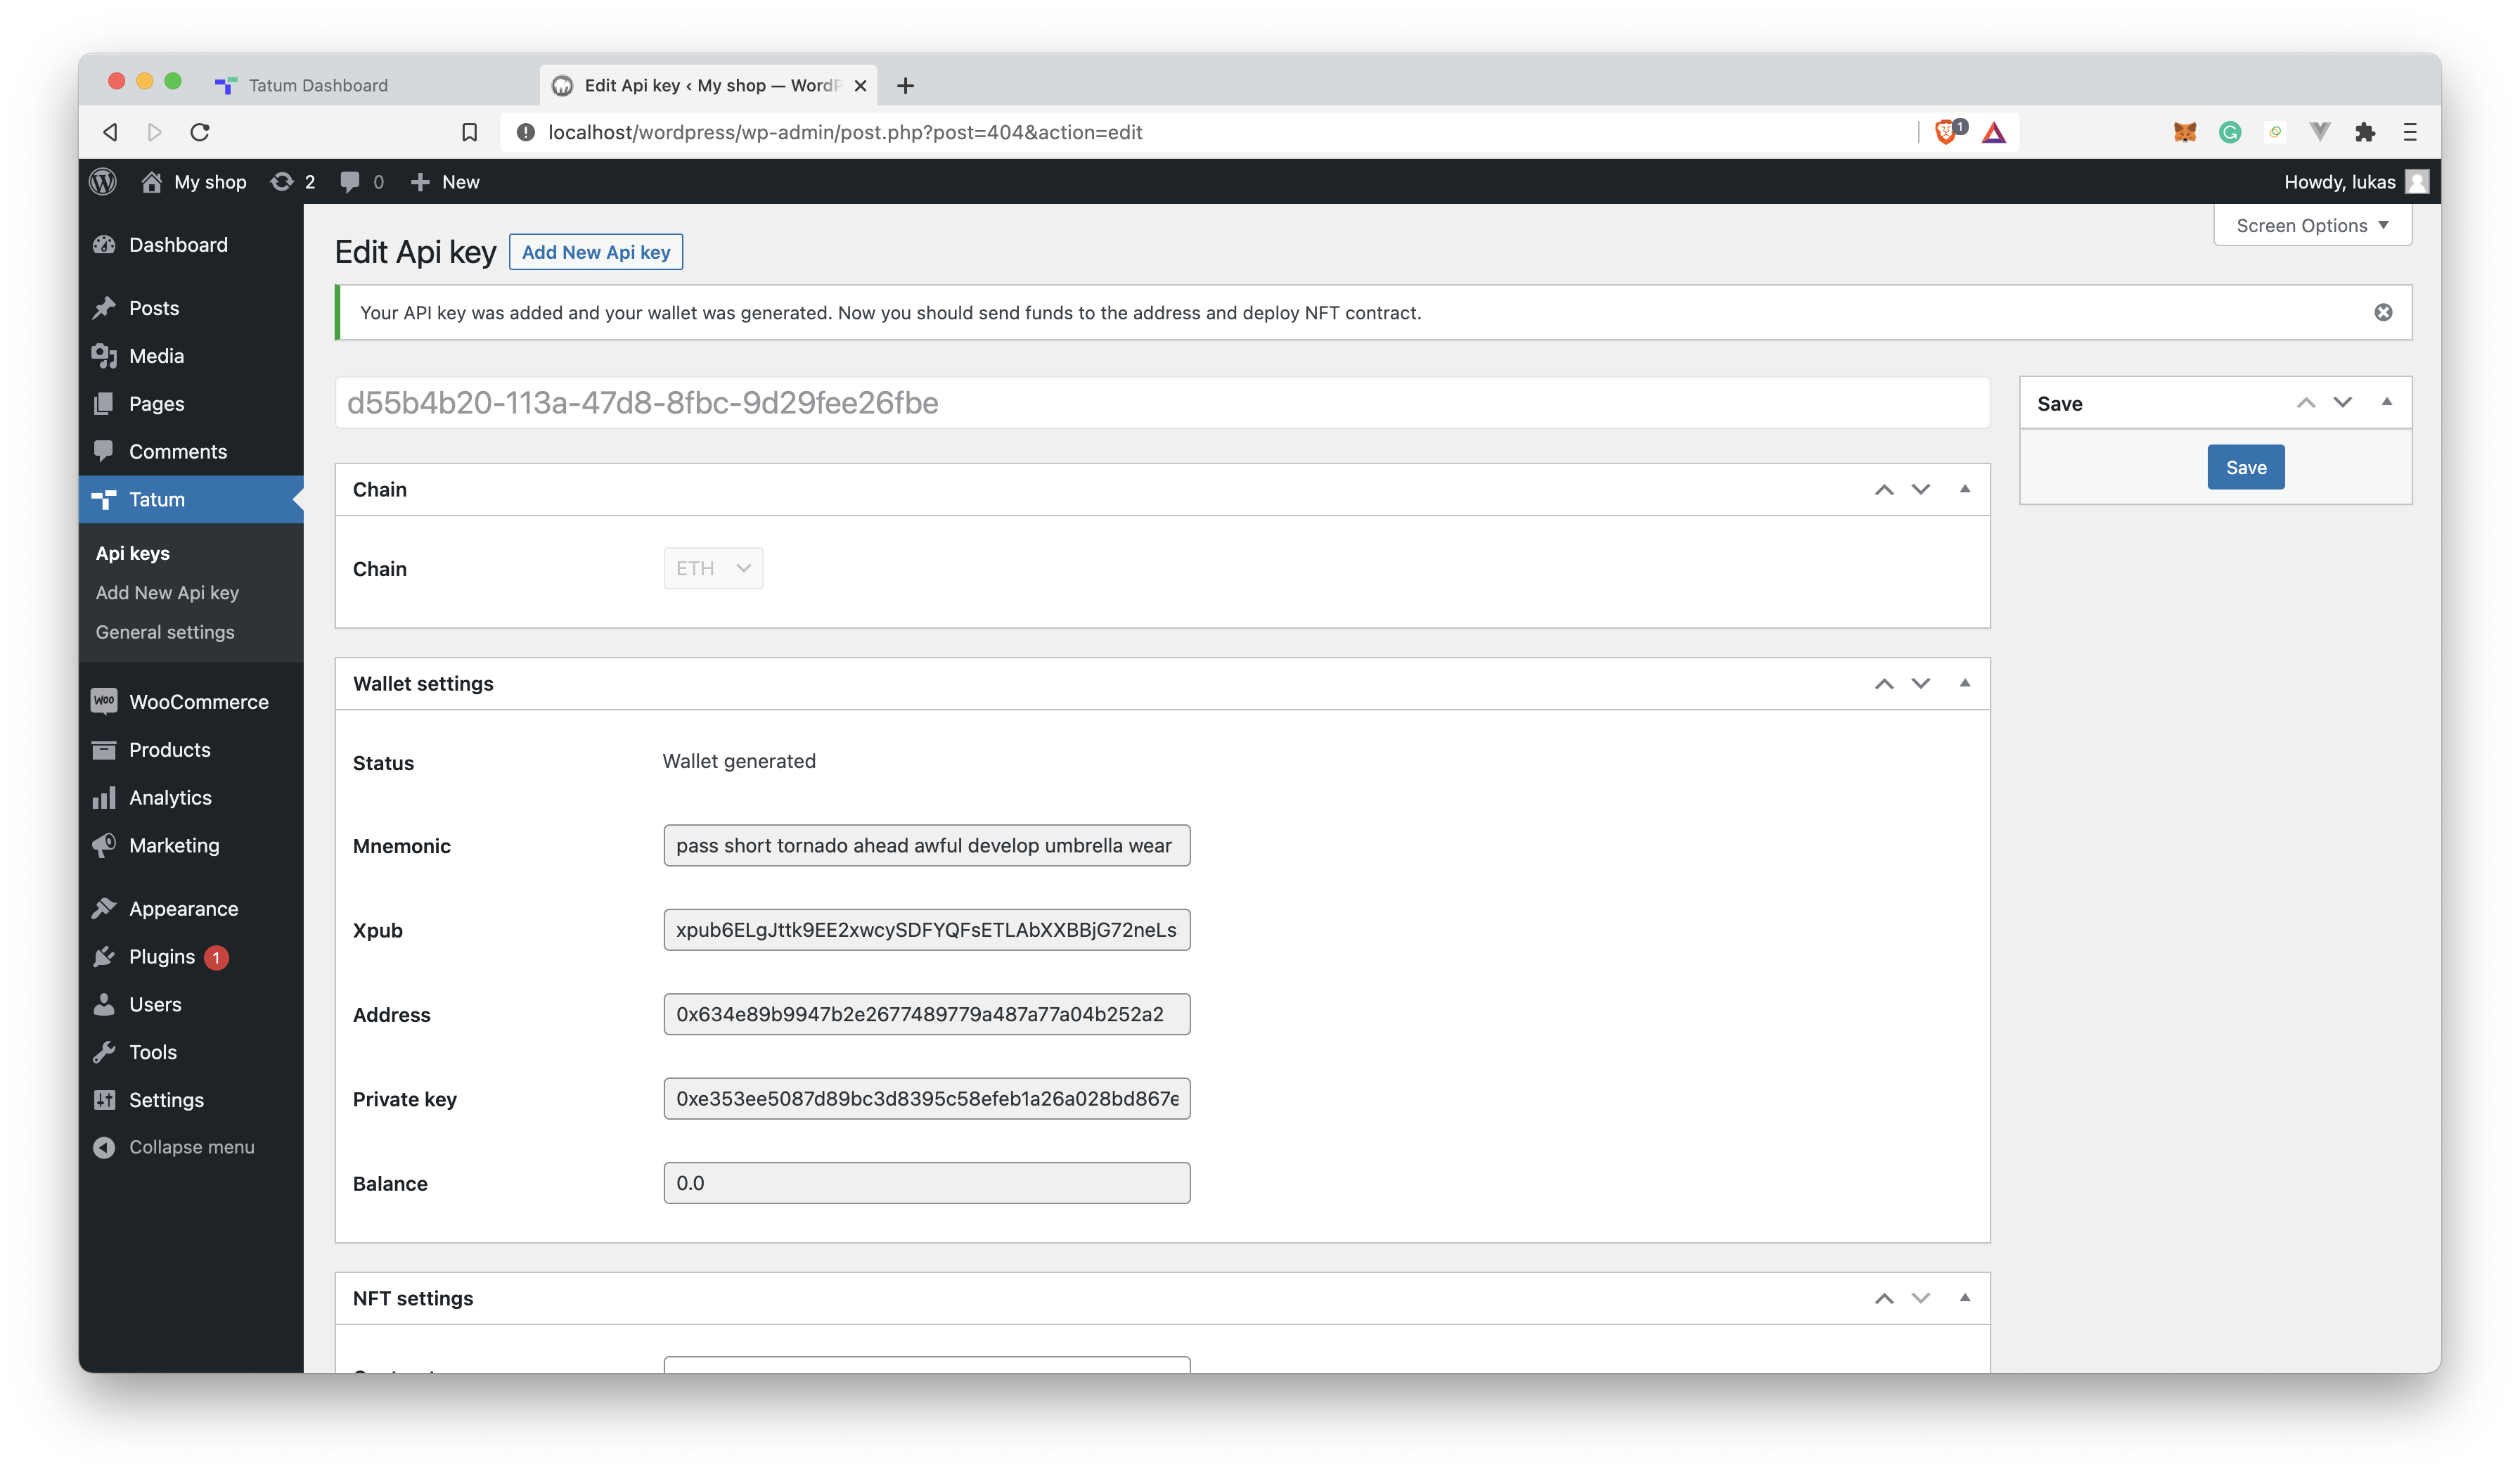 Tatum Dashboard
Edit Api key ‹ My shop — WordP
localhost/wordpress/wp-admin/post.php?post=404&action=edit
1
My shop
2
0
New
Howdy, lukas
Screen Options
Dashboard
Posts
Media
Pages
Comments
Tatum
Api keys
Add New Api key
General settings
Woo
WooCommerce
Products
Analytics
Marketing
Appearance
Plugins 1
Users
Tools
Settings
Collapse menu
Edit Api key
Add New Api key
Your API key was added and your wallet was generated. Now you should send funds to the address and deploy NFT contract.
d55b4b20-113a-47d8-8fbc-9d29fee26fbe
Save
Save
Chain
Chain
ETH
Wallet settings
Status
Wallet generated
Mnemonic
pass short tornado ahead awful develop umbrella wear
Xpub
xpub6ELgJttk9EE2xwcySDFYQFsETLAbXXBBjG72neLs
Address
0x634e89b9947b2e2677489779a487a77a04b252a2
Private key
0xe353ee5087d89bc3d8395c58efeb1a26a028bd867e
Balance
0.0
NFT settings